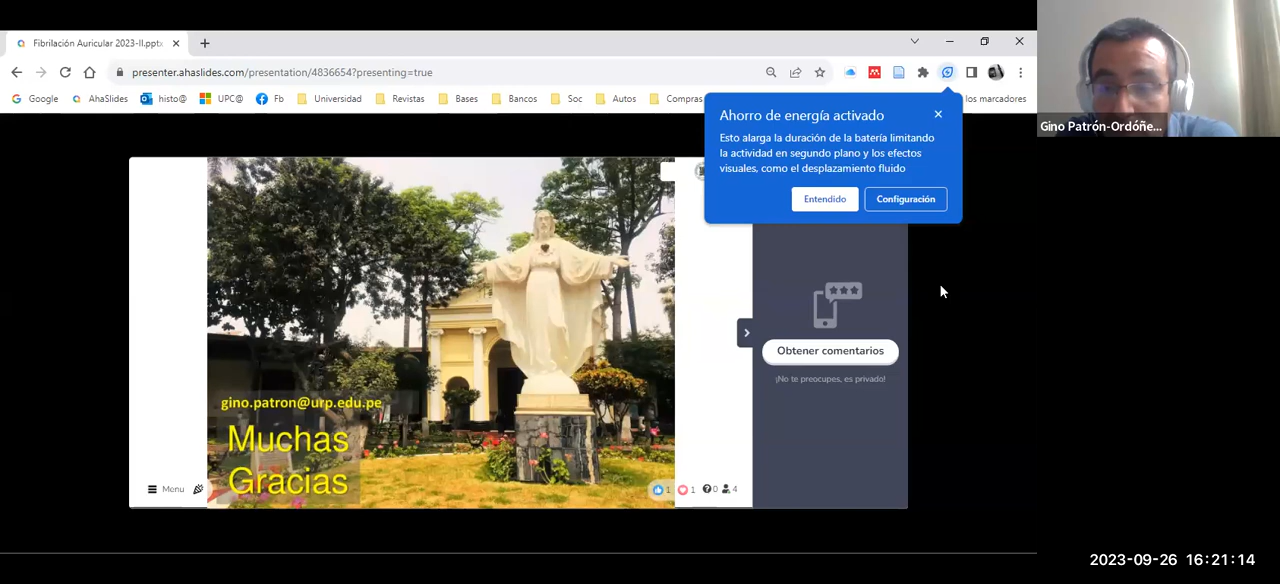 Fibrilación Auricular 2023-II.pptx
presenter.ahaslides.com/presentation/4836654?presenting=true
Google AhaSlides histo@ UPC@ Fb Universidad Revistas Bases Bancos Soc Autos Compras los marcadores
Gino Patrón-Ordóñe...
Ahorro de energía activado
Esto alarga la duración de la batería limitando
la actividad en segundo plano y los efectos
visuales, como el desplazamiento fluido
Entendido Configuración
Obtener comentarios
¡No te preocupes, es privado!
gino.patron@urp.edu.pe
Muchas
Gracias
Menu 1 1 0 4
2023-09-26 16:21:14